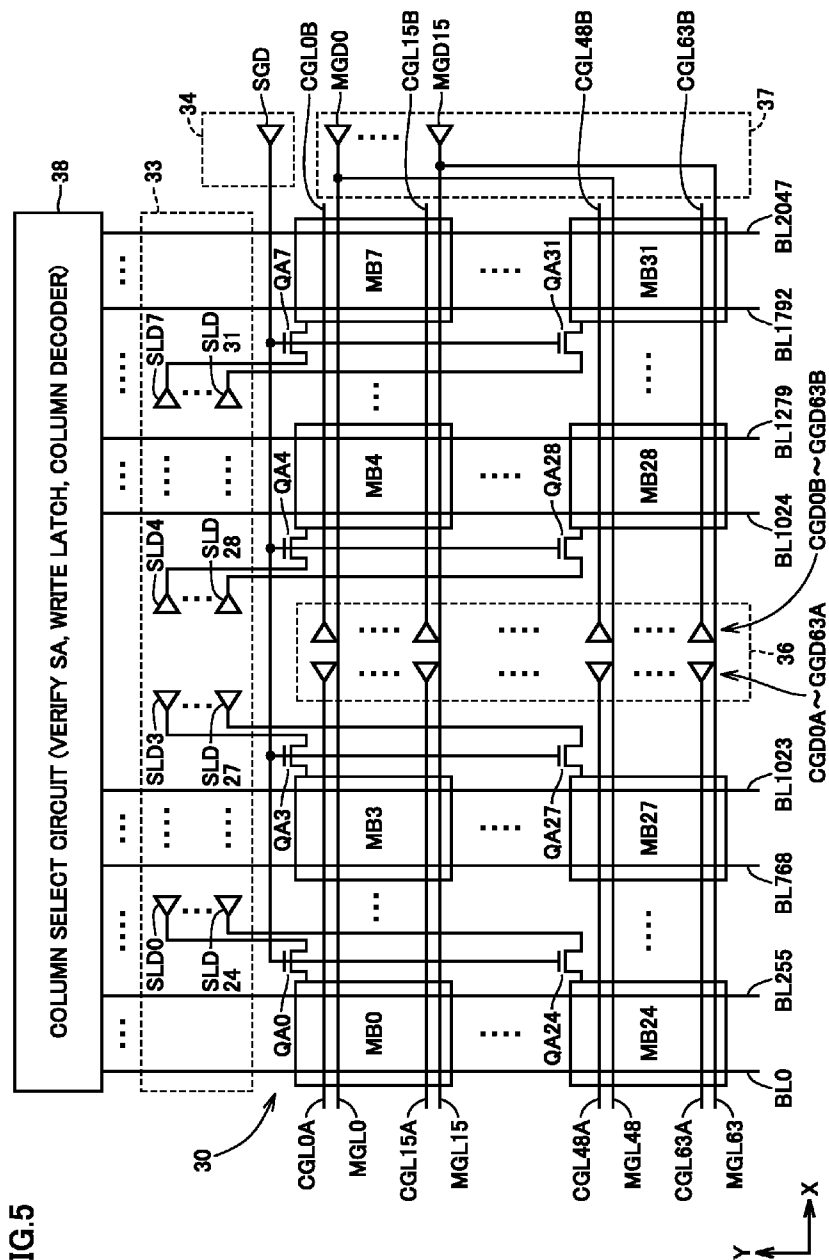 IG.5
COLUMN SELECT CIRCUIT (VERIFY SA, WRITE LATCH, COLUMN DECODER)
38
33
34
SLD0
SLD3
SLD4
SLD7
SLD
24
SLD
27
SLD
28
SLD
31
SGD
QA0
QA3
QA4
QA7
CGL0B
MGD0
30
CGL0A
MGL0
MB0
MB3
MB4
MB7
CGL15A
MGL15
CGL15B
MGD15
QA24
QA27
QA28
QA31
CGL48A
MGL48
MB24
MB27
MB28
MB31
CGL48B
CGL63A
MGL63
CGL63B
36
37
BL0
BL255
BL768
BL1023
BL1024
BL1279
BL1792
BL2047
CGD0A~GGD63A
CGD0B~GGD63B
Y
X